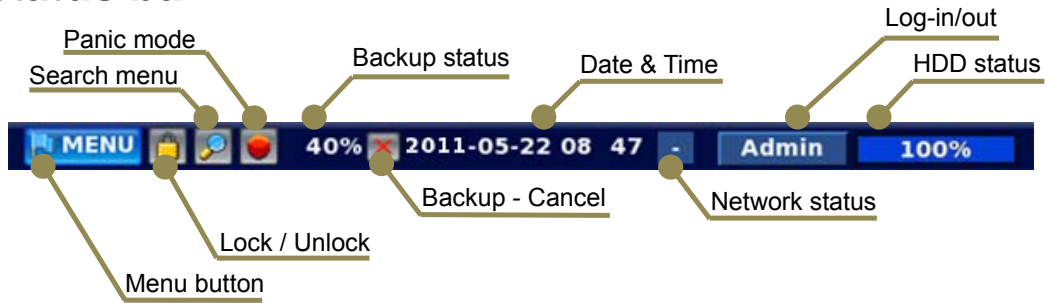 Log-in/out
Panic mode
Backup status
Date & Time
HDD status
Search menu
MENU 40% 2011-05-22 08 47 - Admin 100%
Backup - Cancel
Network status
Lock / Unlock
Menu button